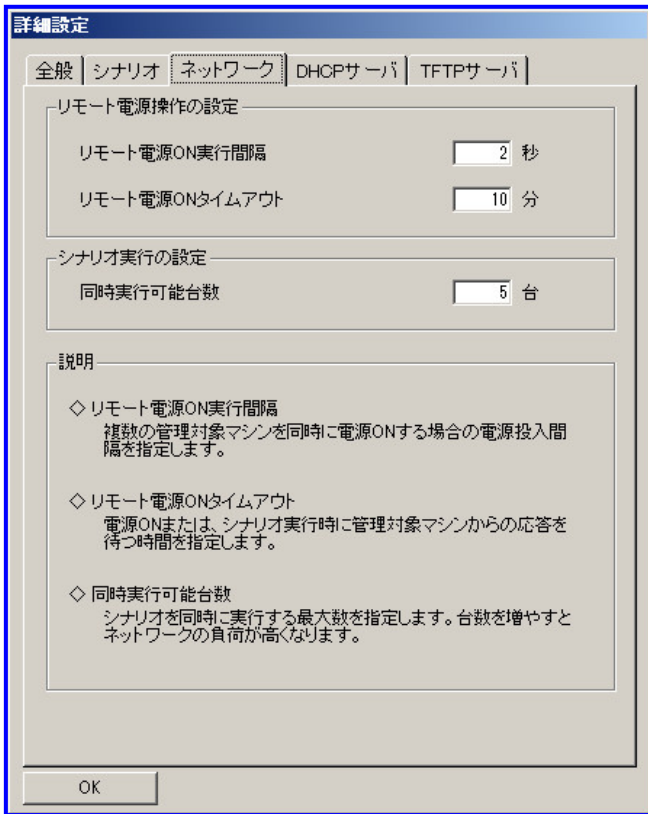 詳細設定
全般 シナリオ ネットワーク DHCPサーバ TFTPサーバ
リモート電源操作の設定
リモート電源ON実行間隔 2 秒
リモート電源ONタイムアウト 10 分
シナリオ実行の設定
同時実行可能台数 5 台
説明
◇ リモート電源ON実行間隔
複数の管理対象マシンを同時に電源ONする場合の電源投入間
隔を指定します。
◇ リモート電源ONタイムアウト
電源ONまたは、シナリオ実行時に管理対象マシンからの応答を
待つ時間を指定します。
◇ 同時実行可能台数
シナリオを同時に実行する最大数を指定します。台数を増やすと
ネットワークの負荷が高くなります。
OK